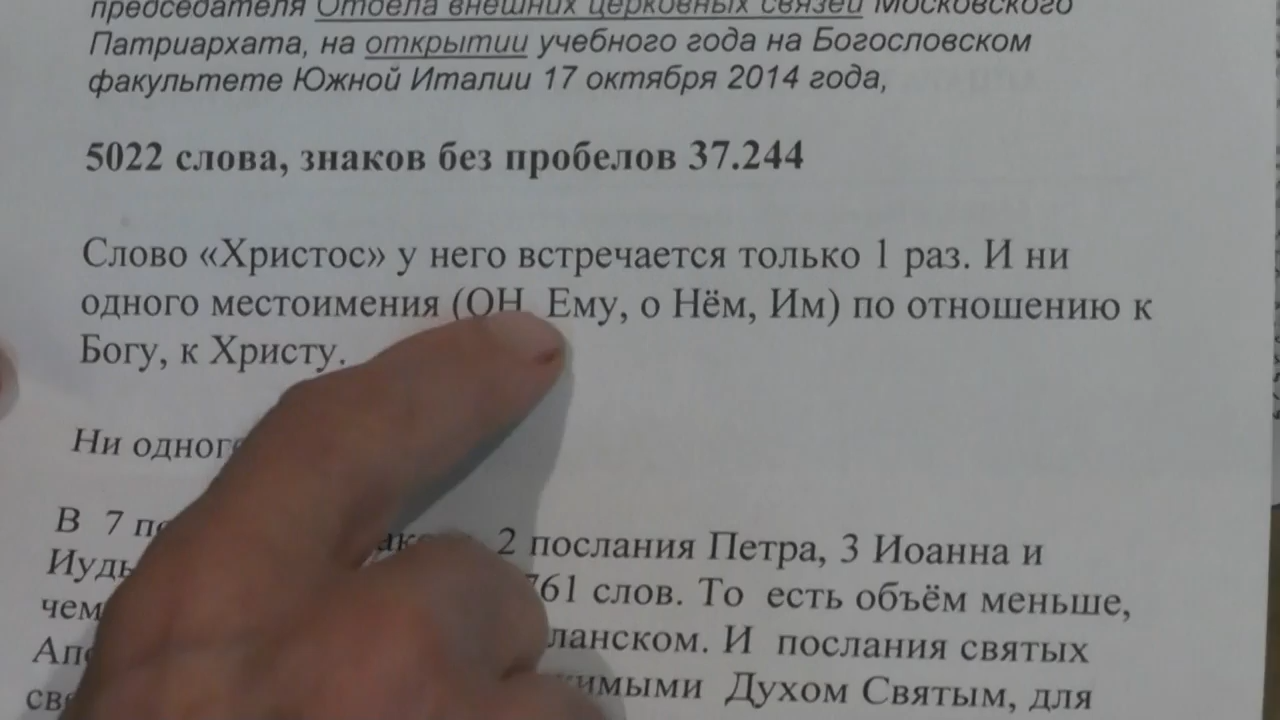 председателя Отдела внешних церковных связей Московского
Патриархата, на открытии учебного года на Богословском
факультете Южной Италии 17 октября 2014 года,
5022 слова, знаков без пробелов 37.244
Слово «Христос» у него встречается только 1 раз. И ни
одного местоимения (ОН Ему, о Нём, Им) по отношению к
Богу, к Христу.
Ни одного
В 7 2 послания Петра, 3 Иоанна и
761 слов. То есть объём меньше,
чем И послания святых
Духом Святым, для